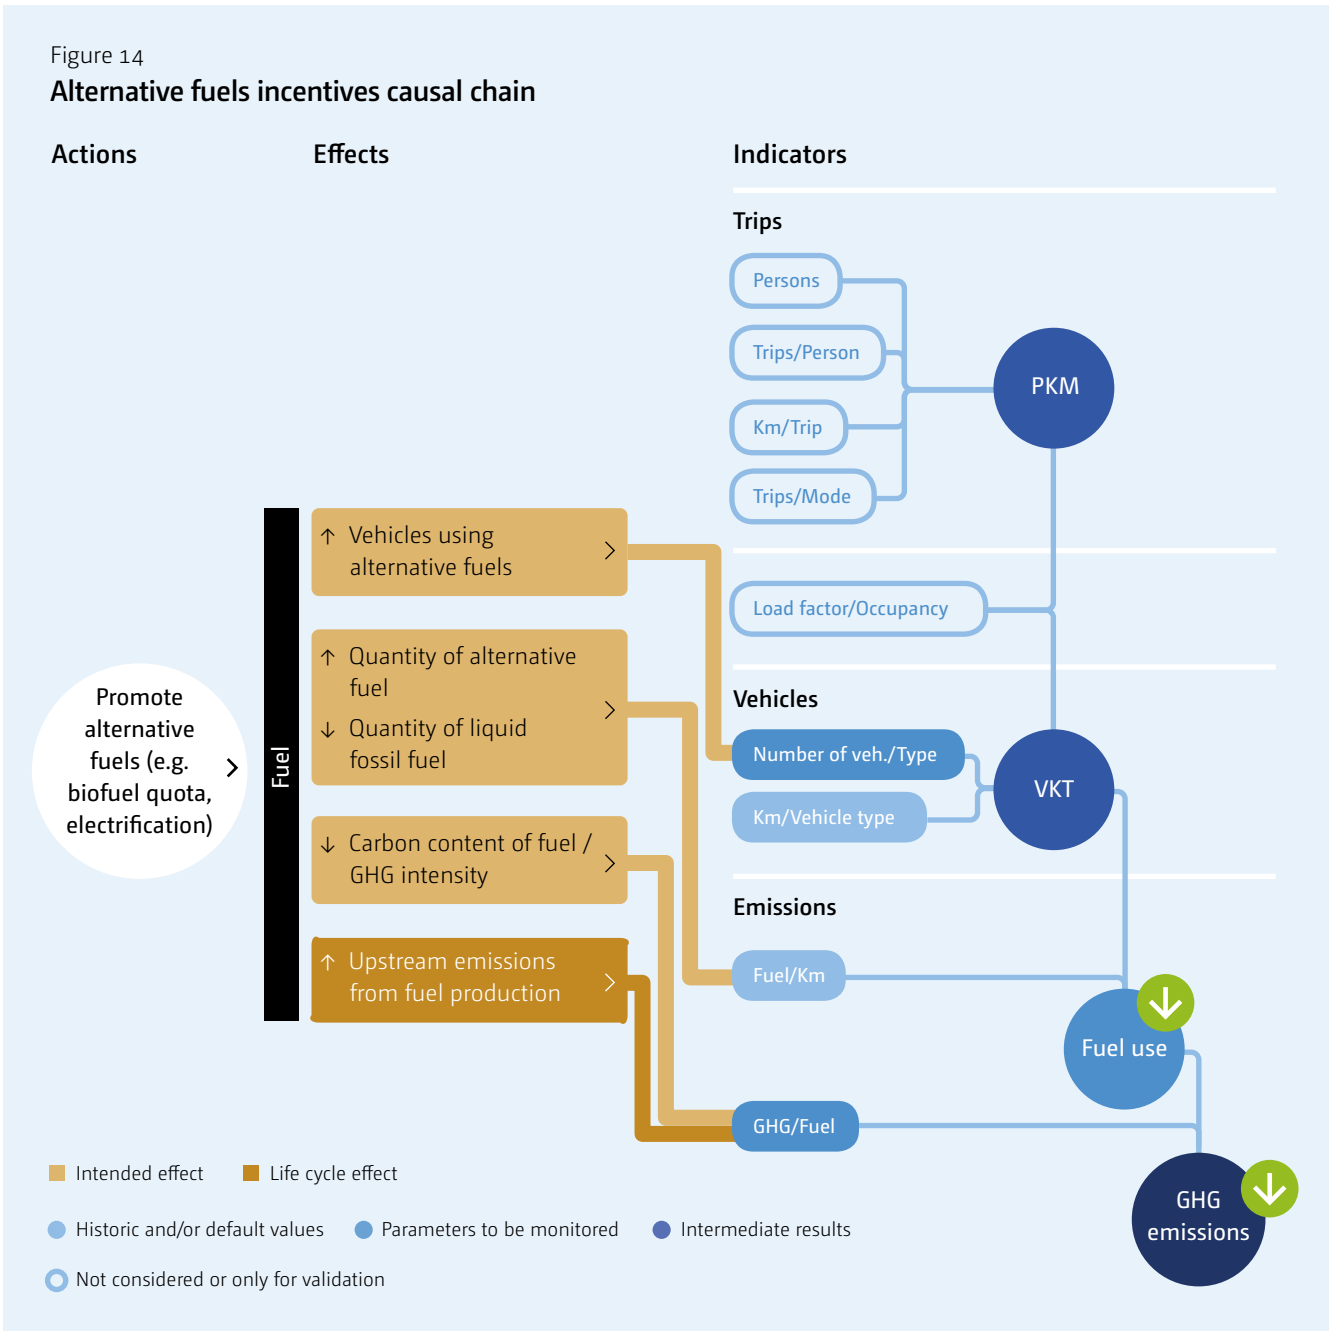 Figure 14
Alternative fuels incentives causal chain
Actions
Effects
Indicators
Trips
Persons
Trips/Person
Km/Trip
Trips/Mode
PKM
Load factor/Occupancy
Promote
alternative
fuels (e.g.
biofuel quota,
electrification)
Fuel
↑ Vehicles using
alternative fuels
↑ Quantity of alternative
fuel
↓ Quantity of liquid
fossil fuel
↓ Carbon content of fuel /
GHG intensity
↑ Upstream emissions
from fuel production
Vehicles
Number of veh./Type
Km/Vehicle type
VKT
Emissions
Fuel/Km
Fuel use
GHG/Fuel
GHG
emissions
Intended effect
Life cycle effect
Historic and/or default values
Parameters to be monitored
Intermediate results
Not considered or only for validation